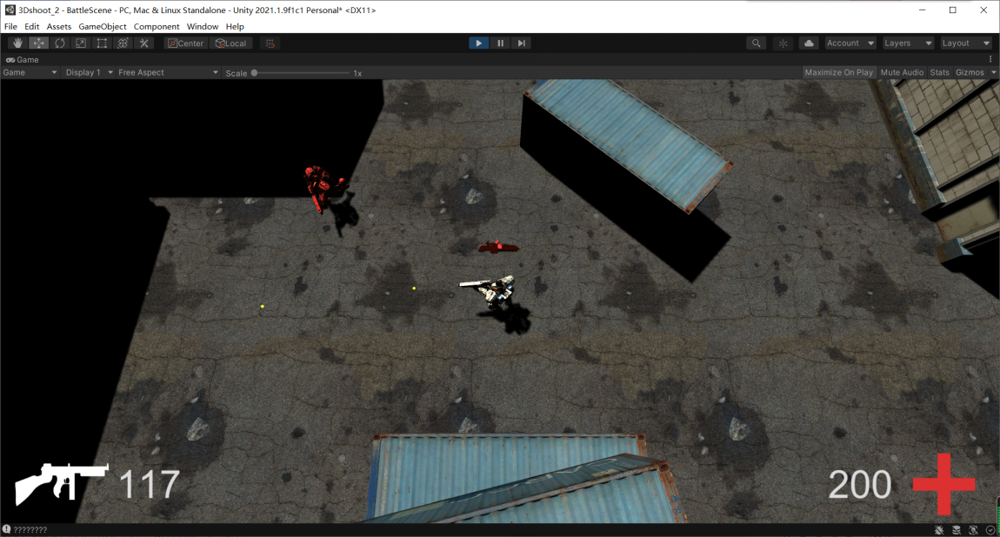 3Dshoot_2 - BattleScene - PC, Mac & Linux Standalone - Unity 2021.1.9f1c1 Personal* <DX11>
File Edit Assets GameObject Component Window Help
Center Local Account Layers Layout
Game
Game Display 1 Free Aspect Scale 1x Maximize On Play Mute Audio Stats Gizmos
117
200
????????